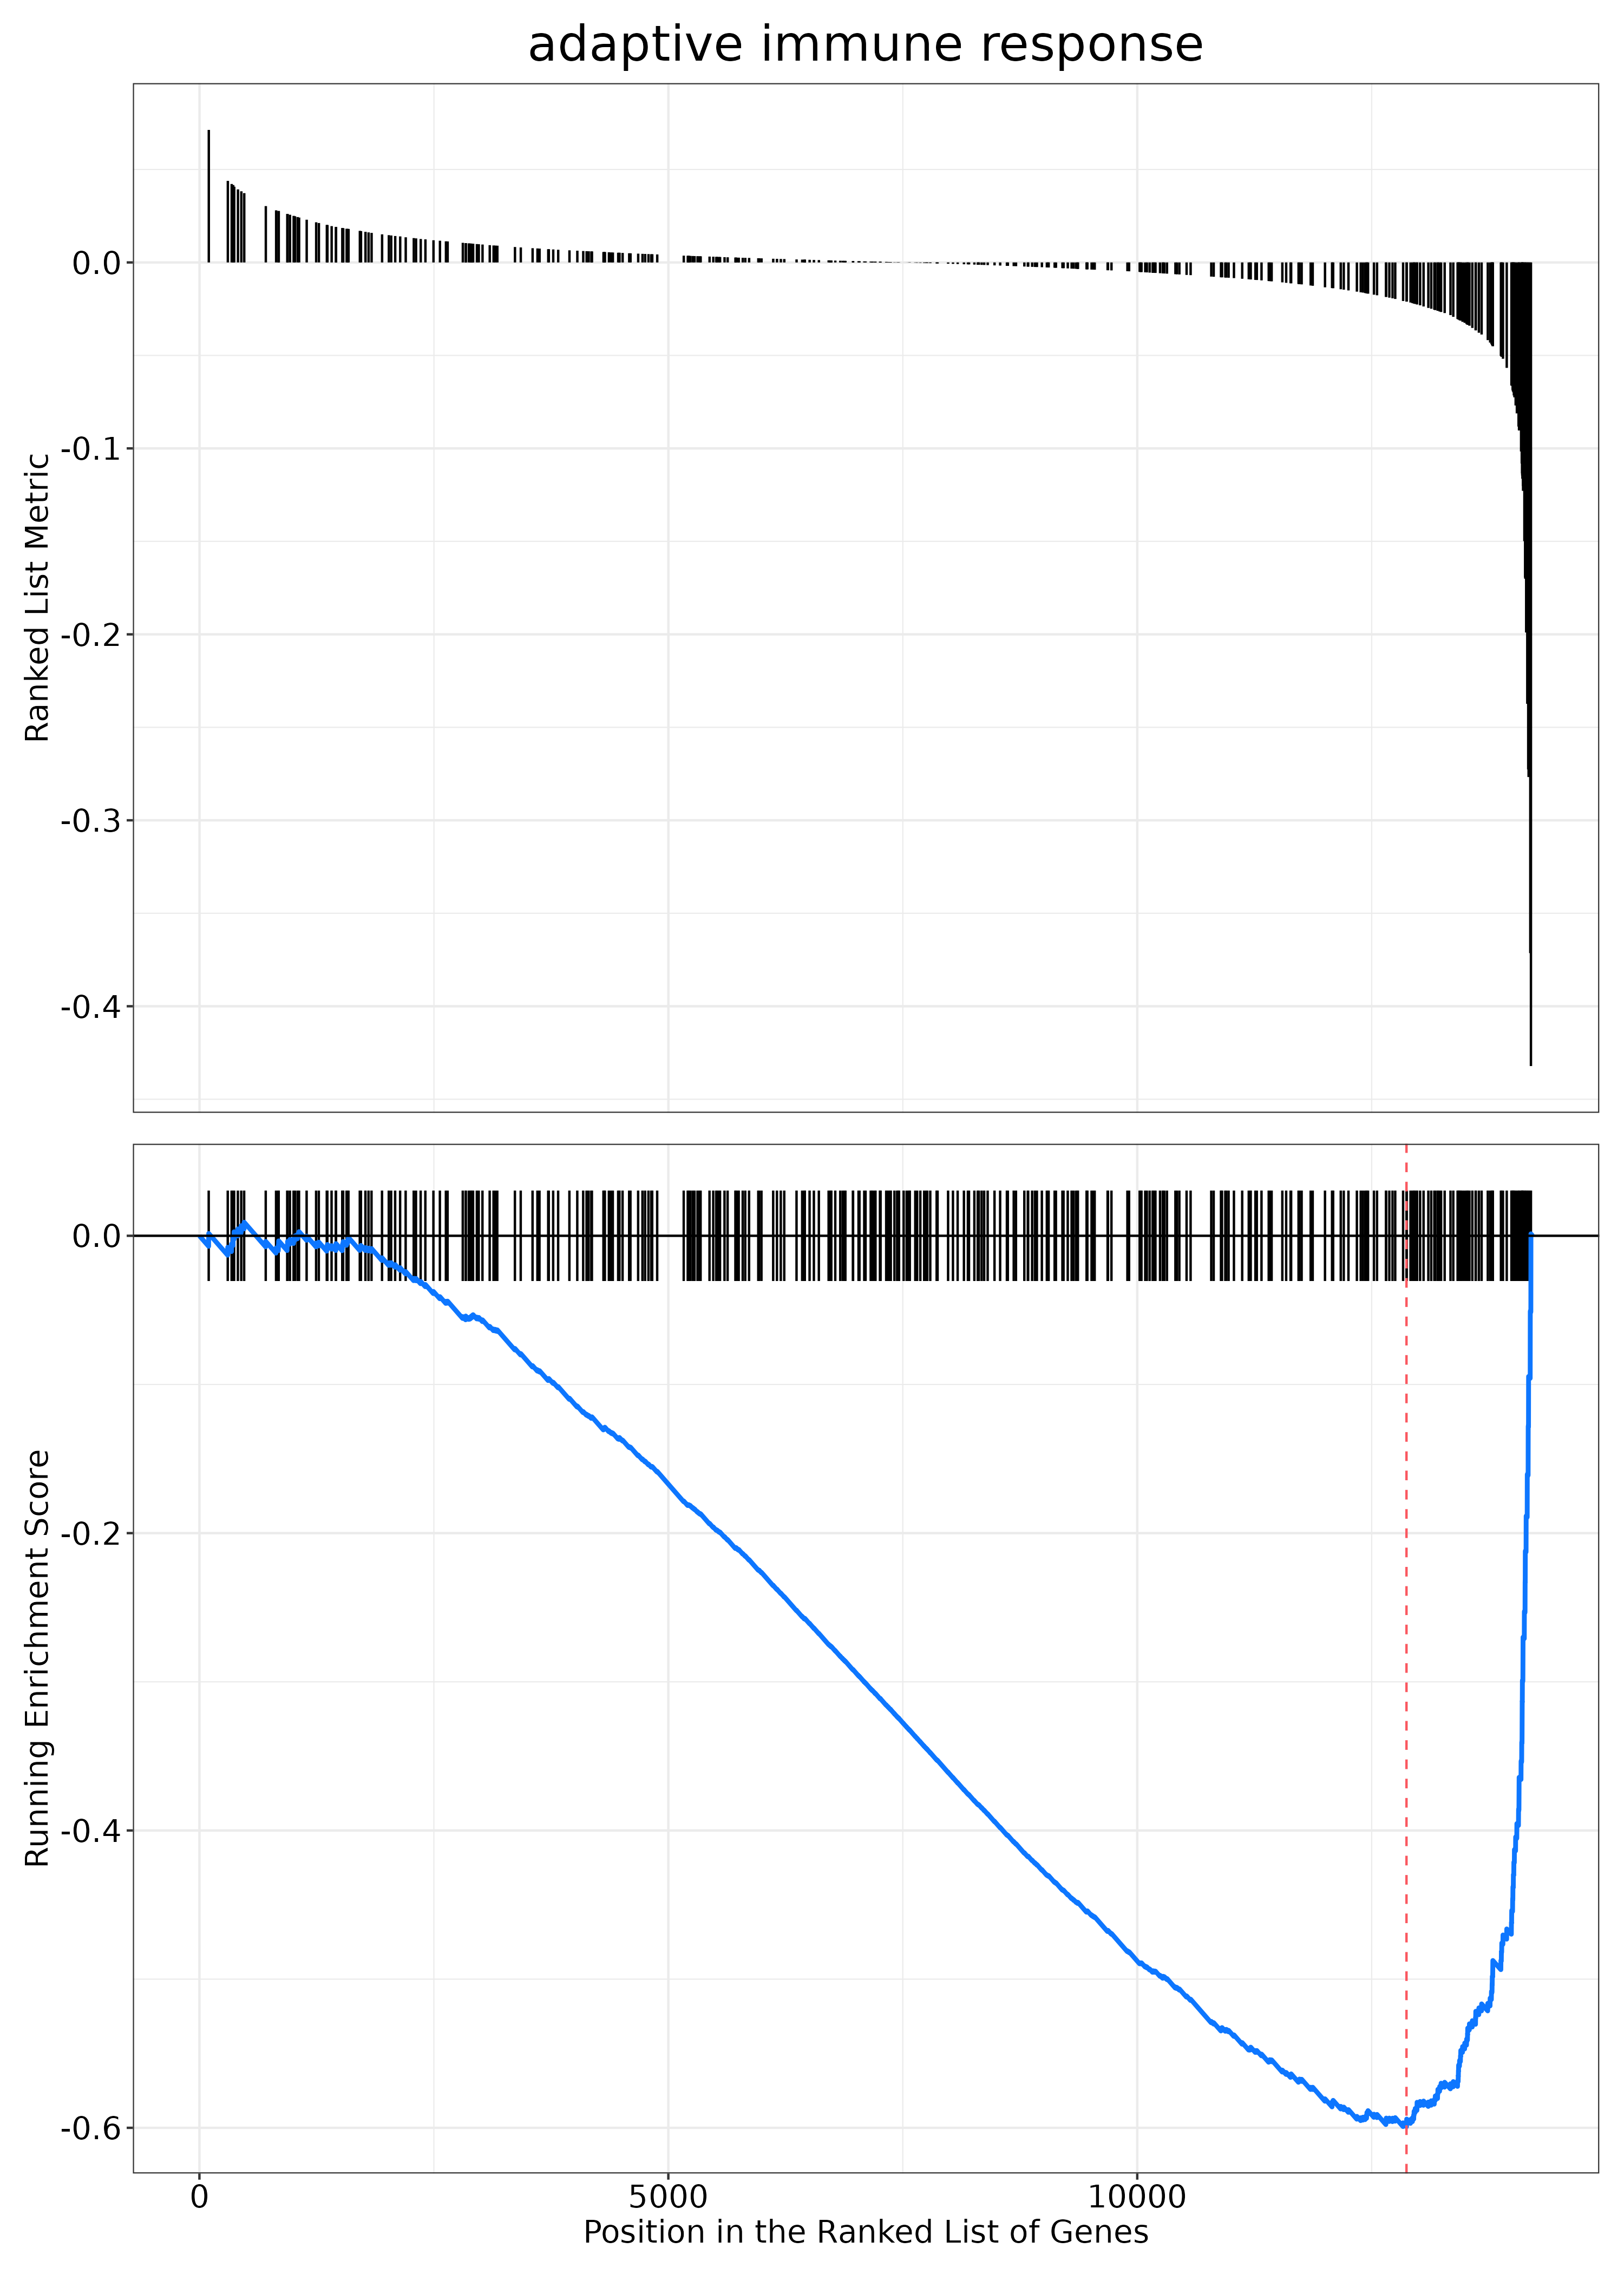 adaptive immune response
Ranked List Metric
0.0
-0.1
-0.2
-0.3
-0.4
Running Enrichment Score
0.0
-0.2
-0.4
-0.6
0 5000 10000
Position in the Ranked List of Genes